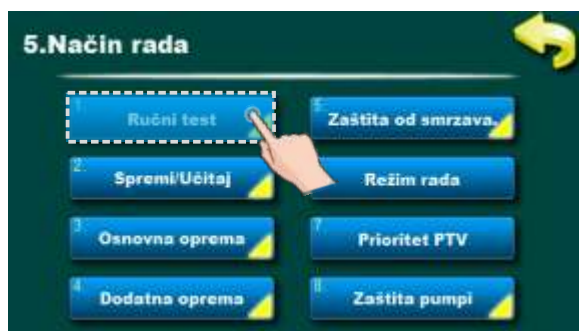 5.Način rada
1.
Ručni test
2.
Spremi/Učitaj
3
Osnovna oprema
4
Dodatna oprema
5.
Zaštita od smrzava.
Režim rada
7
Prioritet PTV
8.
Zaštita pumpi